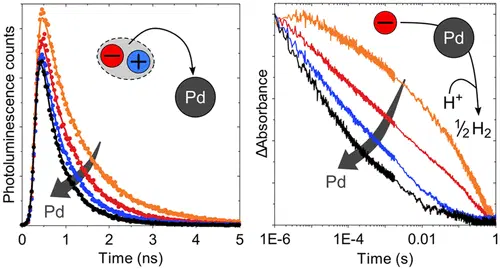 Photoluminescence counts
−
+
Pd
Pd
0 1 2 3 4 5
Time (ns)
ΔAbsorbance
−
Pd
H⁺
½H₂
Pd
1E-6 1E-4 0.01 1
Time (s)